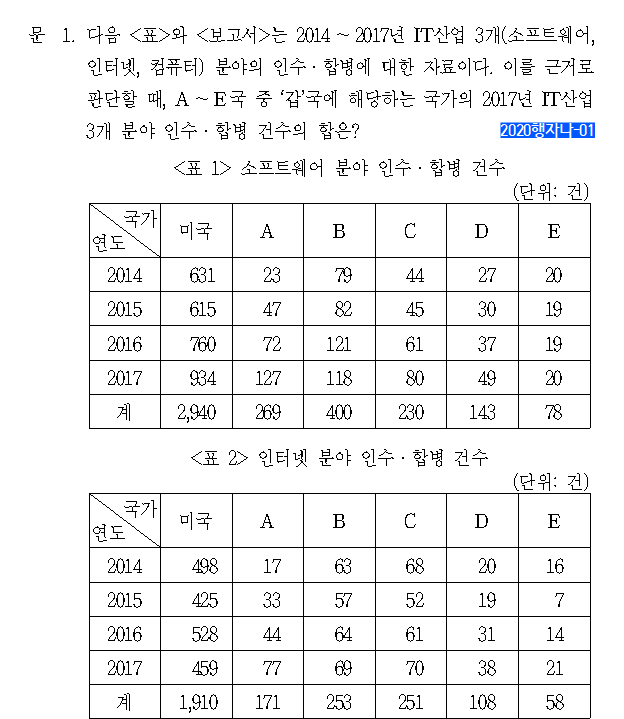 문 1. 다음 <표>와 <보고서>는 2014 ~ 2017년 IT산업 3개(소프트웨어,
인터넷, 컴퓨터) 분야의 인수·합병에 대한 자료이다. 이를 근거로
판단할 때, A ~ E국 중 '갑'국에 해당하는 국가의 2017년 IT산업
3개 분야 인수·합병 건수의 합은? 2020행자나-01
<표 1> 소프트웨어 분야 인수·합병 건수
(단위: 건)
연도 국가 미국 A B C D E
2014 631 23 79 44 27 20
2015 615 47 82 45 30 19
2016 760 72 121 61 37 19
2017 934 127 118 80 49 20
계 2,940 269 400 230 143 78
<표 2> 인터넷 분야 인수·합병 건수
(단위: 건)
연도 국가 미국 A B C D E
2014 498 17 63 68 20 16
2015 425 33 57 52 19 7
2016 528 44 64 61 31 14
2017 459 77 69 70 38 21
계 1,910 171 253 251 108 58